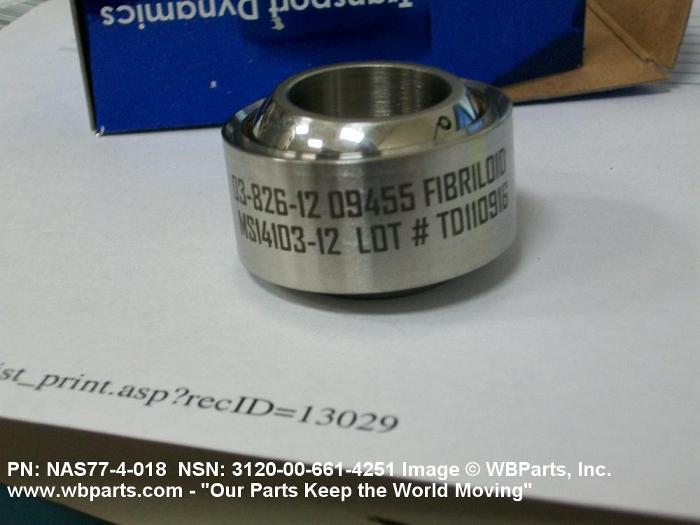 Transport Dynamics
03-826-12 09455 FIBRILOID
MS14103-12 LOT # TD110916
st_print.asp?recID=13029
PN: NAS77-4-018 NSN: 3120-00-661-4251 Image © WBParts, Inc.
www.wbparts.com - "Our Parts Keep the World Moving"